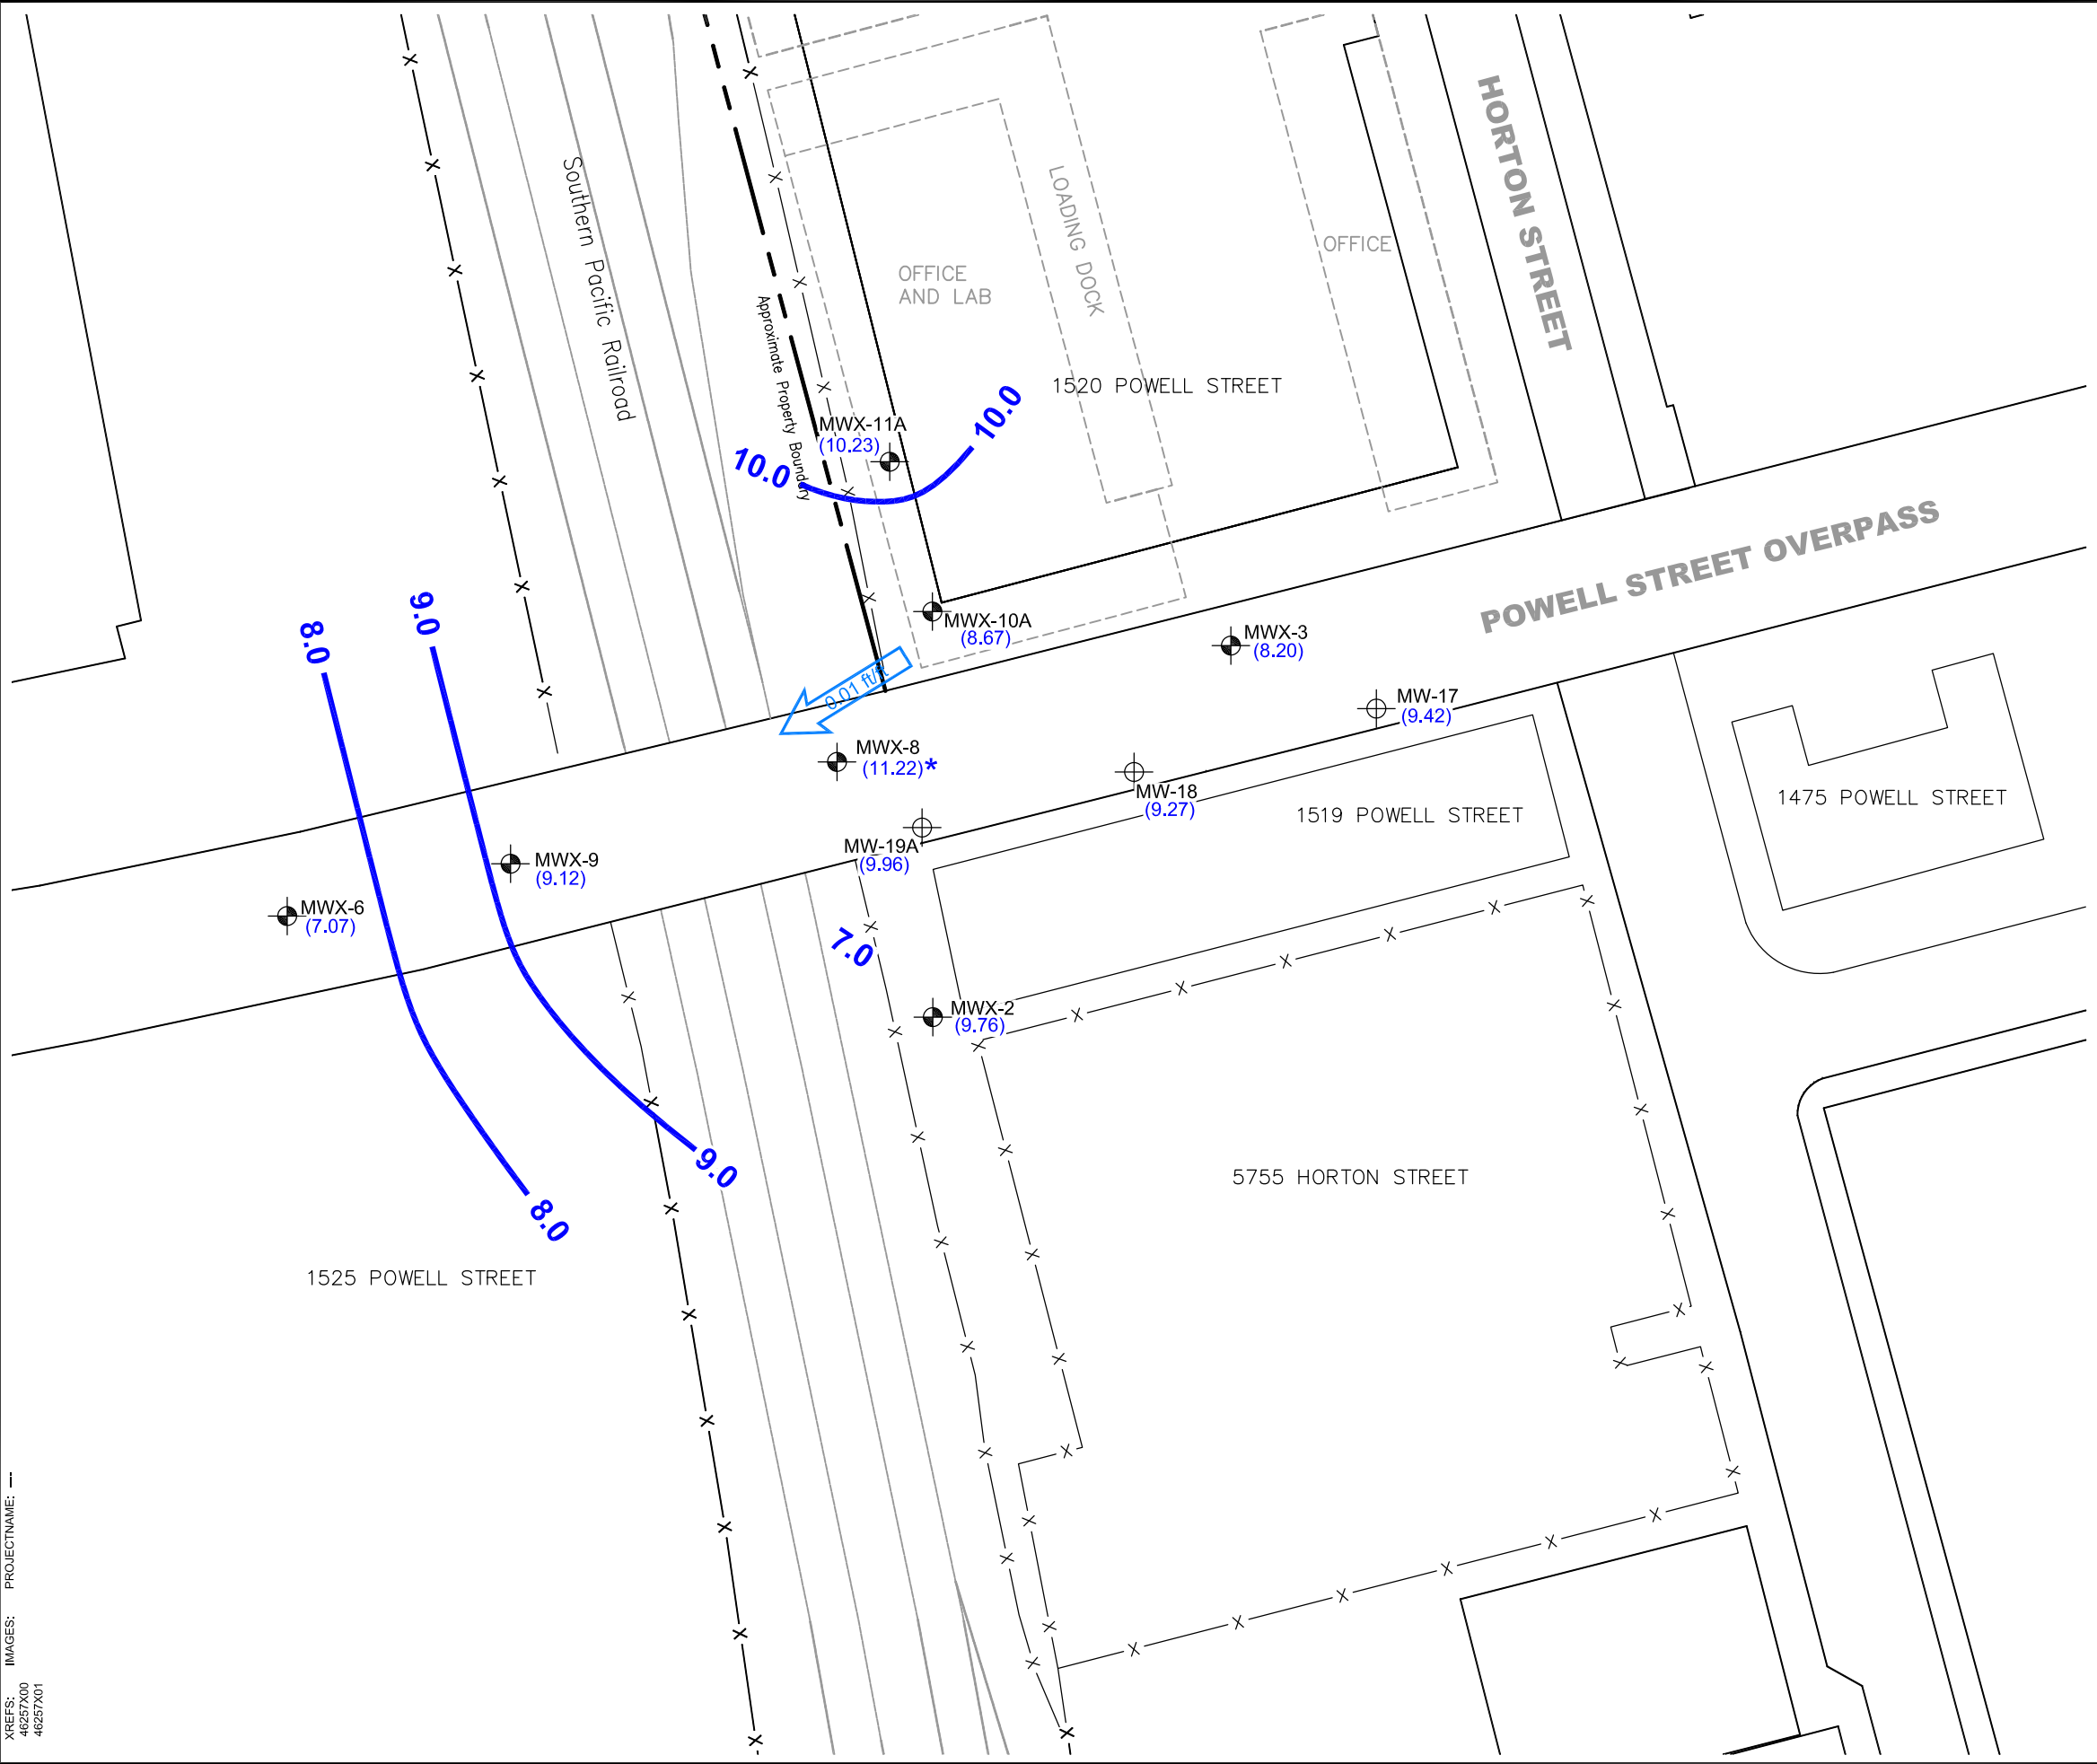 HORTON STREET
Southern Pacific Railroad
LOADING DOCK
OFFICE
OFFICE
AND LAB
Approximate Property Boundary
1520 POWELL STREET
10.0
MWX-11A
(10.23)
10.0
POWELL STREET OVERPASS
9.0
8.0
MWX-10A
(8.67)
MWX-3
(8.20)
0.01 ft/ft
MW-17
(9.42)
MWX-8
(11.22)*
MW-18
(9.27)
1475 POWELL STREET
1519 POWELL STREET
MW-19A
(9.96)
MWX-9
(9.12)
MWX-6
(7.07)
7.0
MWX-2
(9.76)
9.0
5755 HORTON STREET
8.0
1525 POWELL STREET
XREFS: IMAGES: PROJECTNAME: ----
46257X00
46257X01